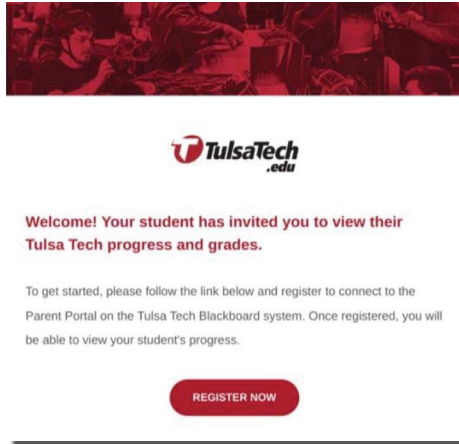 TulsaTech
.edu
Welcome! Your student has invited you to view their
Tulsa Tech progress and grades.
To get started, please follow the link below and register to connect to the
Parent Portal on the Tulsa Tech Blackboard system. Once registered, you will
be able to view your student's progress.
REGISTER NOW